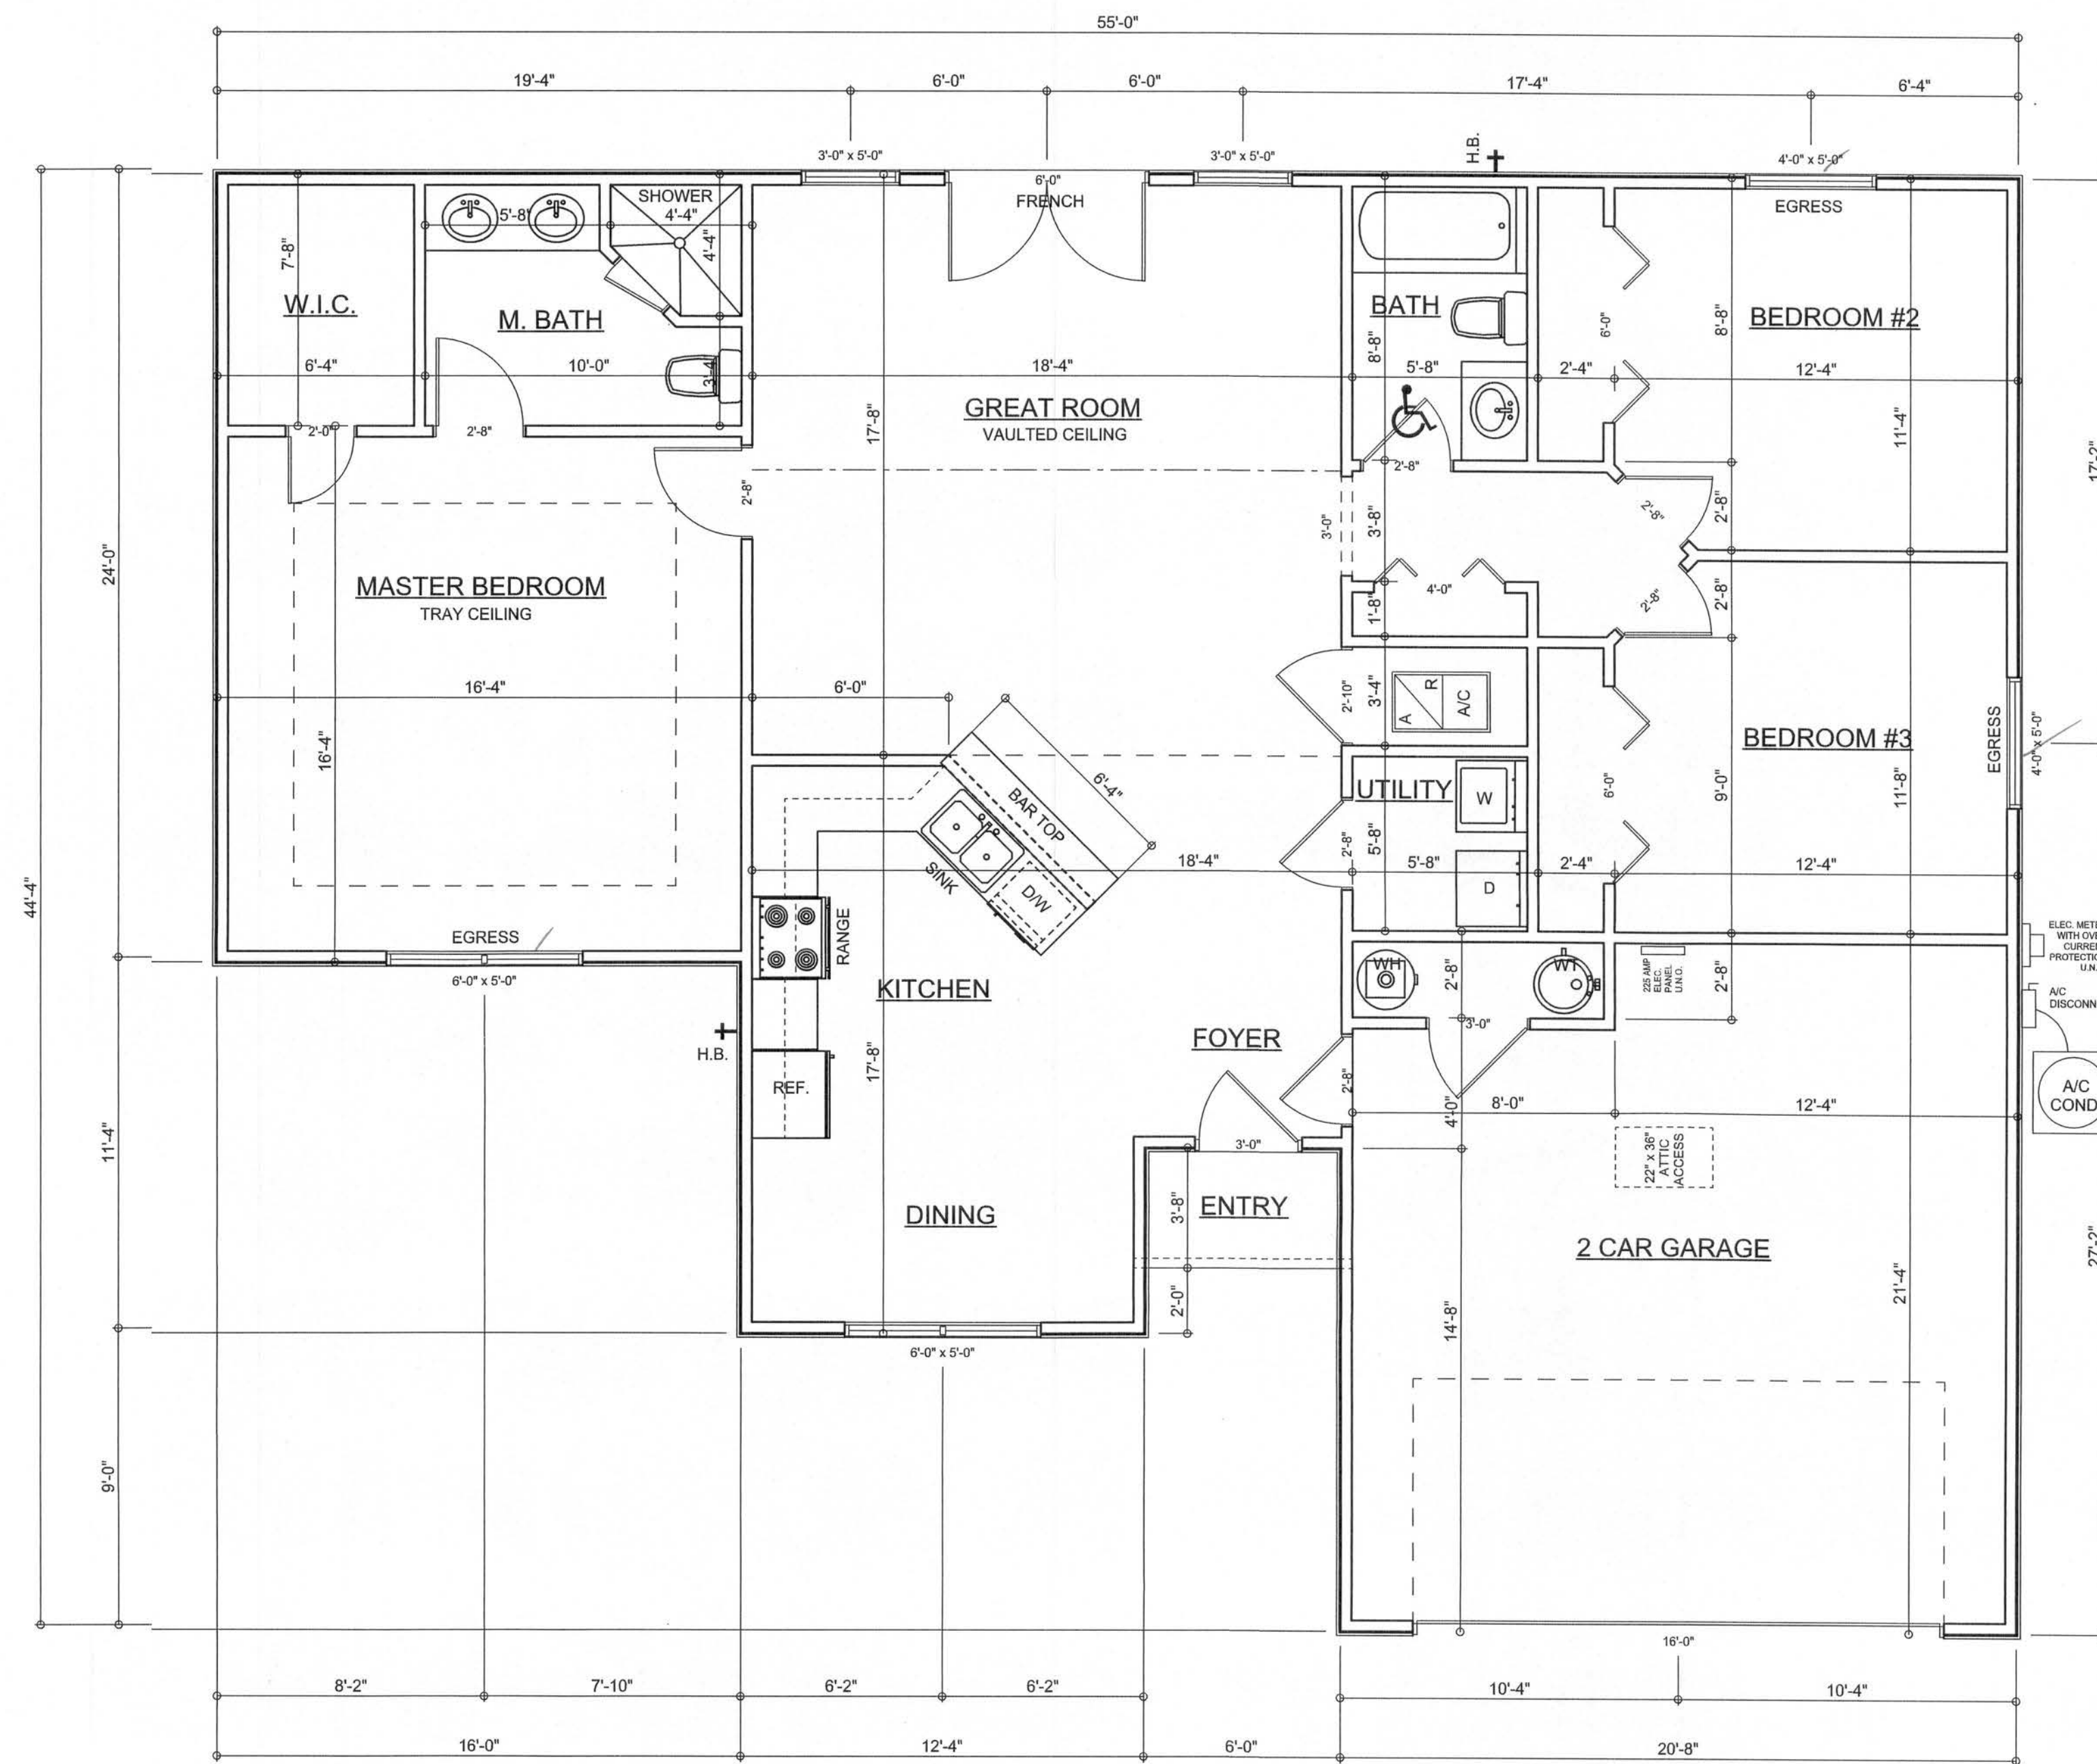 55'-0"
19'-4" 6'-0" 6'-0" 17'-4" 6'-4"
3'-0" x 5'-0" 3'-0" x 5'-0" H.B. 4'-0" x 5'-0"
6'-0"
FRENCH
EGRESS
SHOWER
4'-4"
5'-8"
4'-4"
7'-8"
W.I.C.
M. BATH
BATH
BEDROOM #2
6'-0"
8'-8"
8'-8"
6'-4" 10'-0" 3'-4" 18'-4" 5'-8" 2'-4" 12'-4"
GREAT ROOM
VAULTED CEILING
17'-8"
11'-4"
17'-2"
2'-0" 2'-8"
2'-8"
2'-8"
3'-0"
3'-8"
2'-8"
2'-8"
24'-0"
MASTER BEDROOM
TRAY CEILING
4'-0"
1'-8"
2'-8"
2'-8"
16'-4" 6'-0"
2'-10"
3'-4"
A
R
A/C
16'-4"
BEDROOM #3
EGRESS
4'-0" x 5'-0"
6'-4"
BAR TOP
UTILITY
W
6'-0"
9'-0"
11'-8"
SINK
D/W
18'-4"
2'-8"
5'-8"
5'-8"
D
2'-4" 12'-4"
44'-4"
EGRESS
6'-0" x 5'-0"
RANGE
KITCHEN
WH
2'-8"
WT
225 AMP
ELEC.
PANEL
U.N.O.
2'-8"
ELEC.
WITH
U.N.
A/C
3'-0"
H.B.
FOYER
17'-8"
REF.
2'-8"
4'-0"
8'-0" 12'-4"
A/C
COND
11'-4"
3'-0"
22" x 36"
ATTIC
ACCESS
3'-8"
ENTRY
DINING
2 CAR GARAGE
27'-2"
2'-0"
14'-8"
21'-4"
6'-0" x 5'-0"
9'-0"
16'-0"
8'-2" 7'-10" 6'-2" 6'-2" 10'-4" 10'-4"
16'-0" 12'-4" 6'-0" 20'-8"